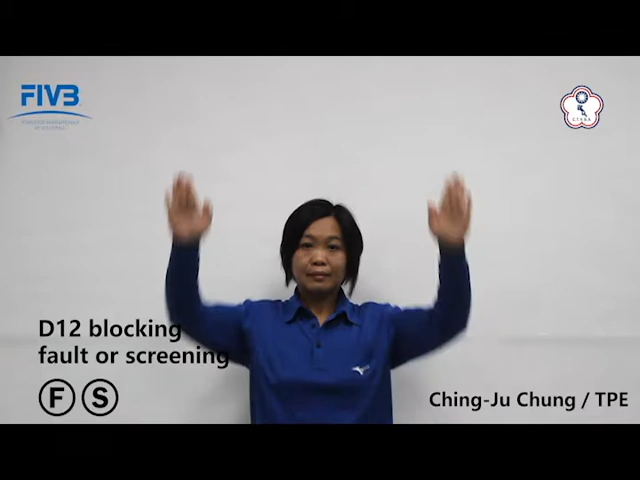 FIVB
D12 blocking
fault or screening
F S
Ching-Ju Chung / TPE